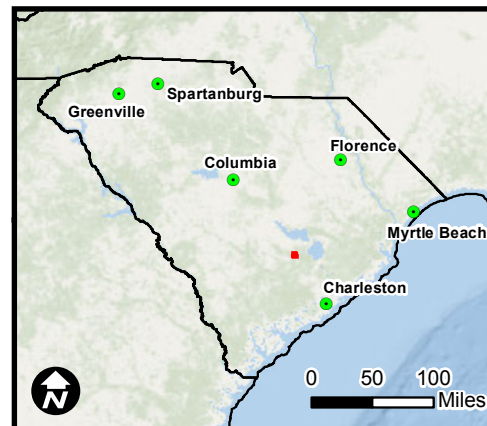 Spartanburg
Greenville
Florence
Columbia
Myrtle Beach
Charleston
0 50 100
Miles
N